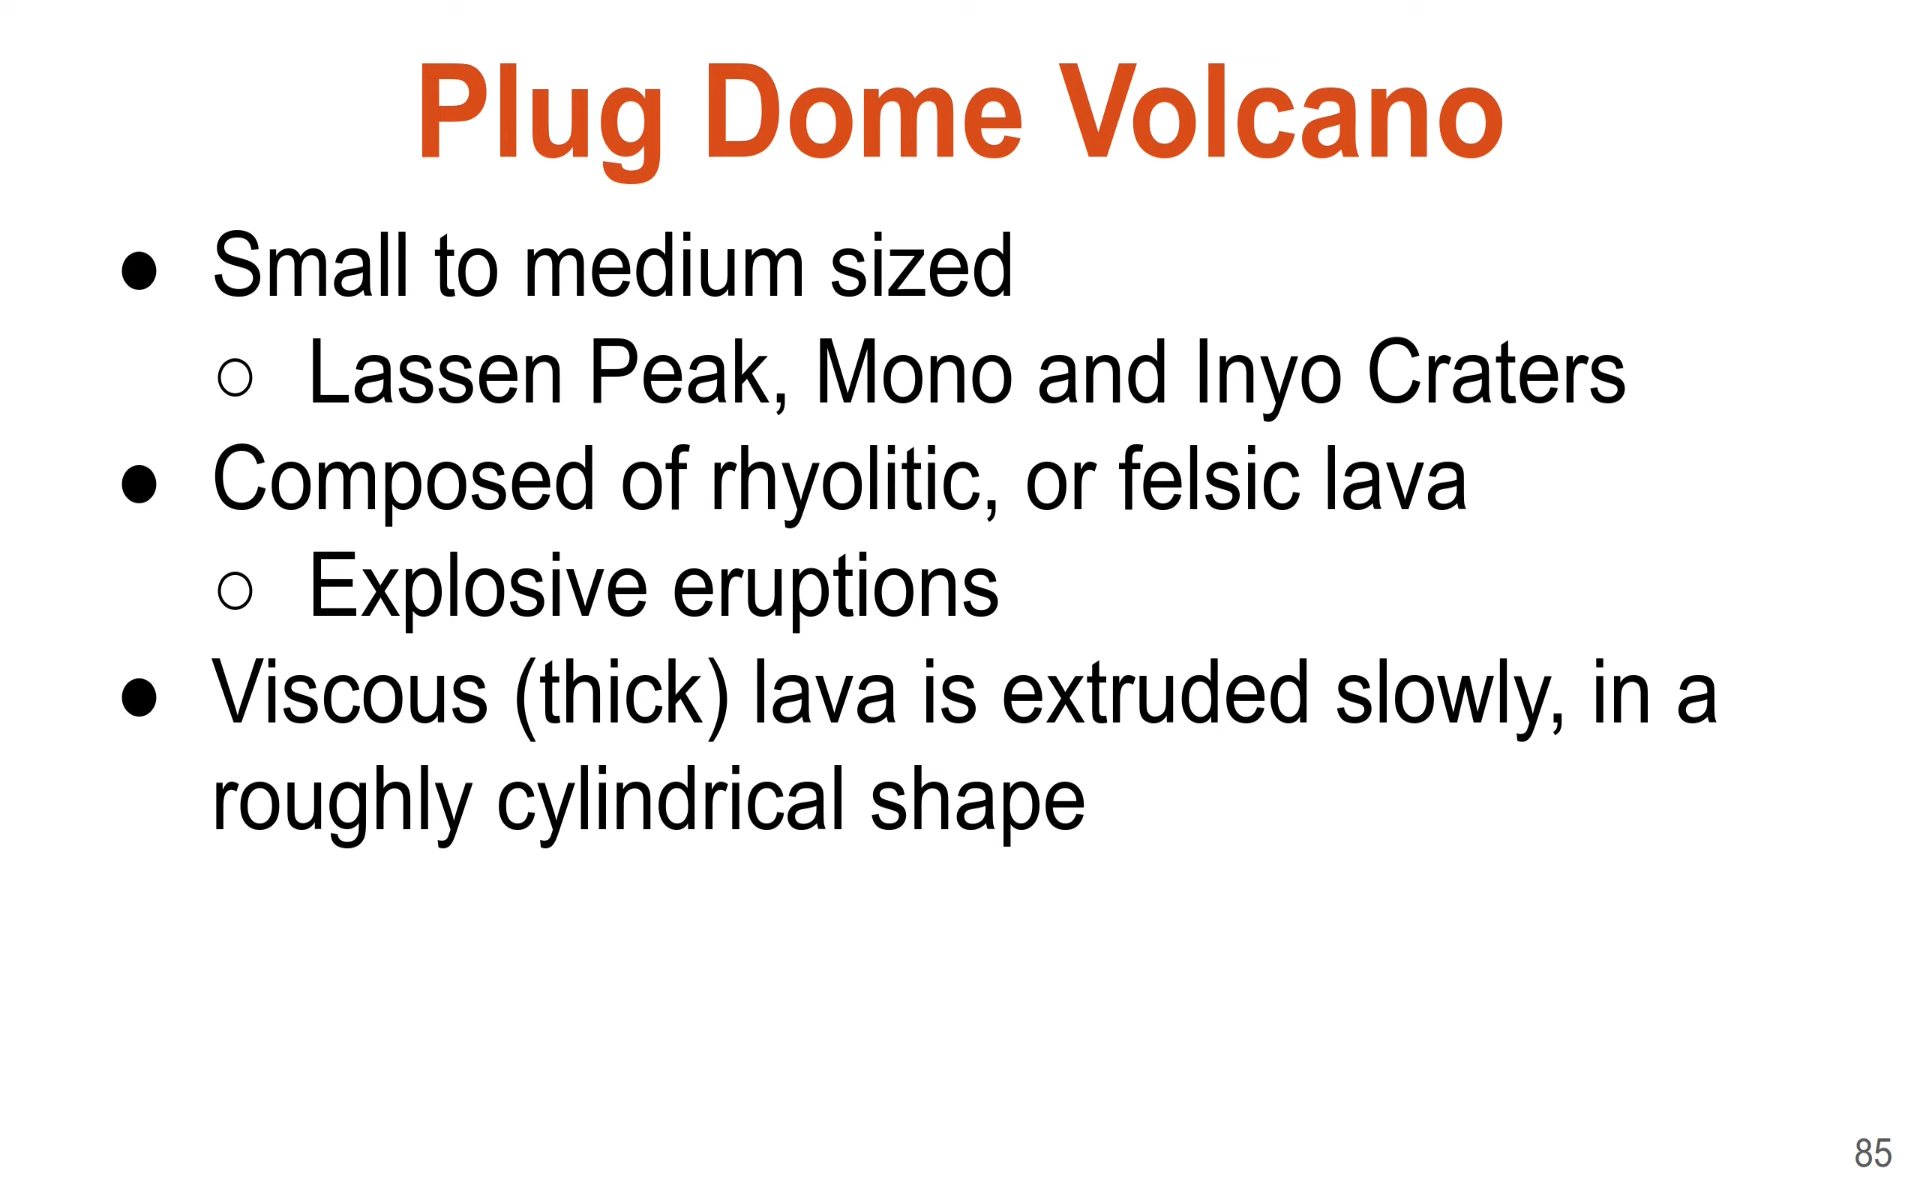 Plug Dome Volcano
● Small to medium sized
○ Lassen Peak, Mono and Inyo Craters
● Composed of rhyolitic, or felsic lava
○ Explosive eruptions
● Viscous (thick) lava is extruded slowly, in a
roughly cylindrical shape
85